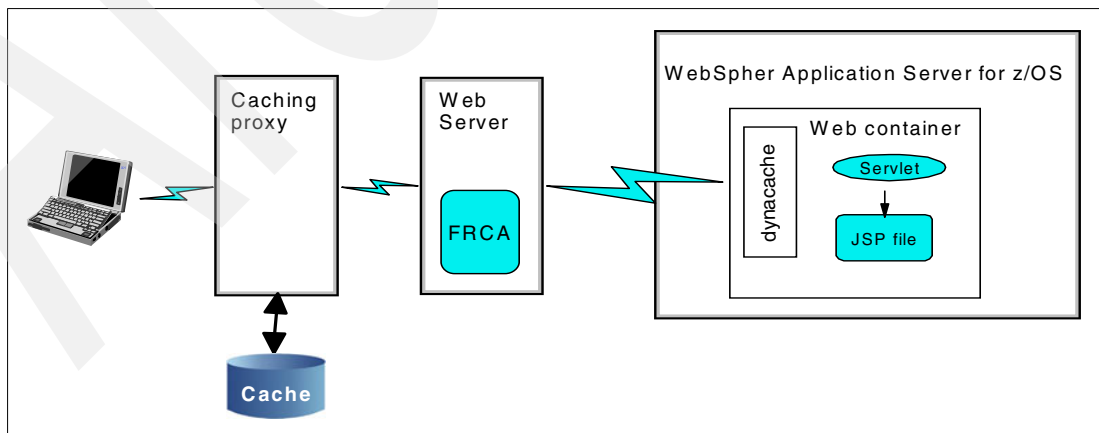 Caching
proxy
Cache
Web
Server
FRCA
WebSpher Application Server for z/OS
Web container
dynacache
Servlet
JSP file